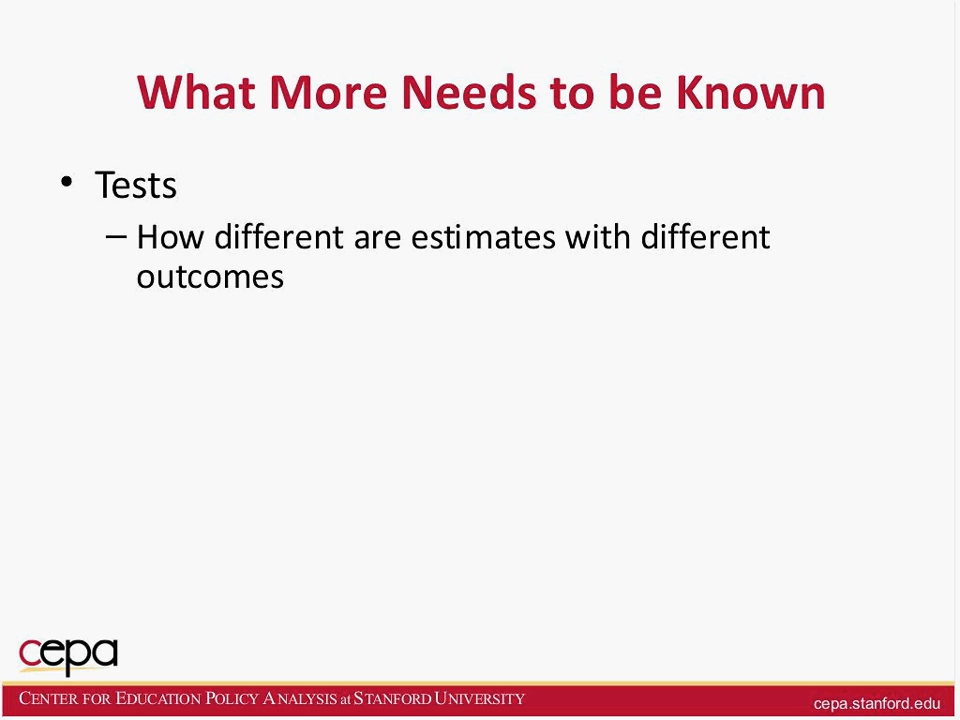 What More Needs to be Known
• Tests
– How different are estimates with different
outcomes
cepa
CENTER FOR EDUCATION POLICY ANALYSIS at STANFORD UNIVERSITY
cepa.stanford.edu